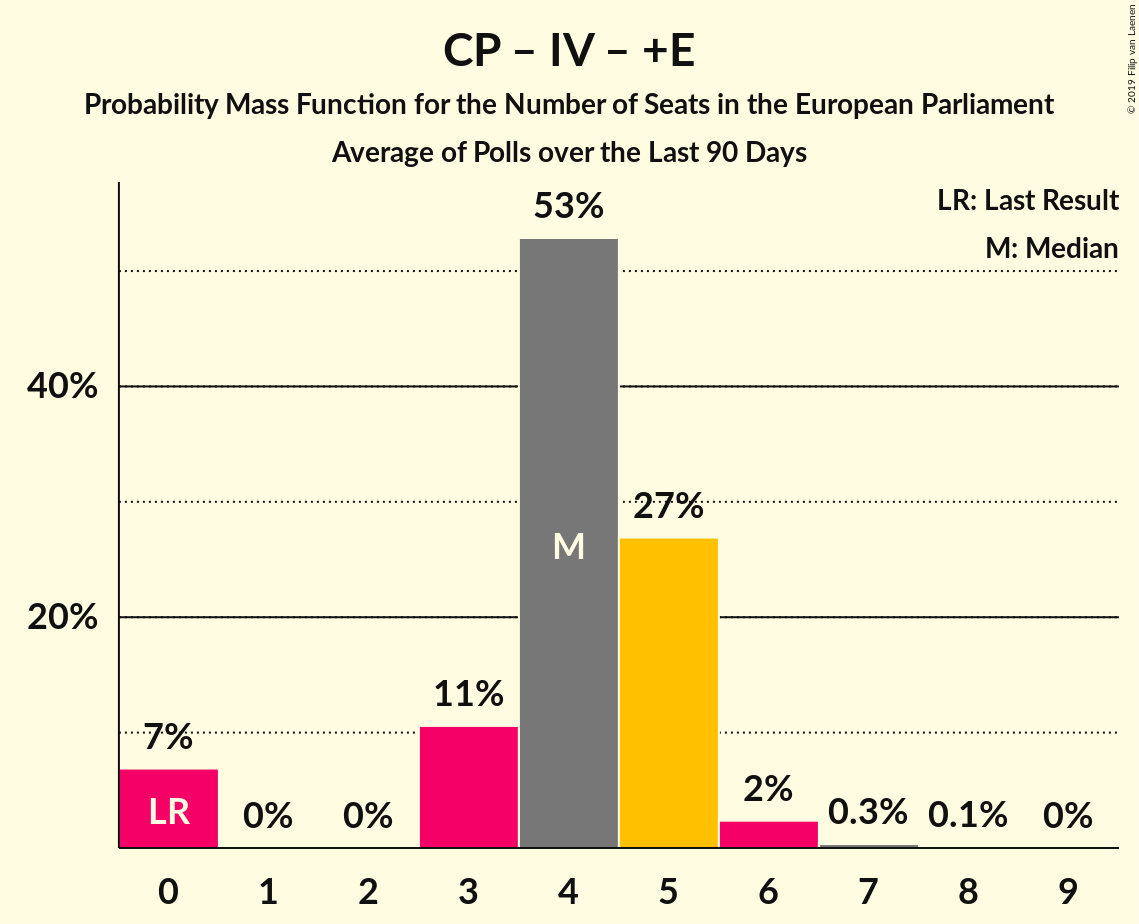 CP – IV – +E
Probability Mass Function for the Number of Seats in the European Parliament
Average of Polls over the Last 90 Days
© 2019 Filip van Laenen
LR: Last Result
M: Median
53%
40%
27%
M
20%
11%
7%
2%
0.3%
0.1%
LR
0%
0%
0%
0 1 2 3 4 5 6 7 8 9